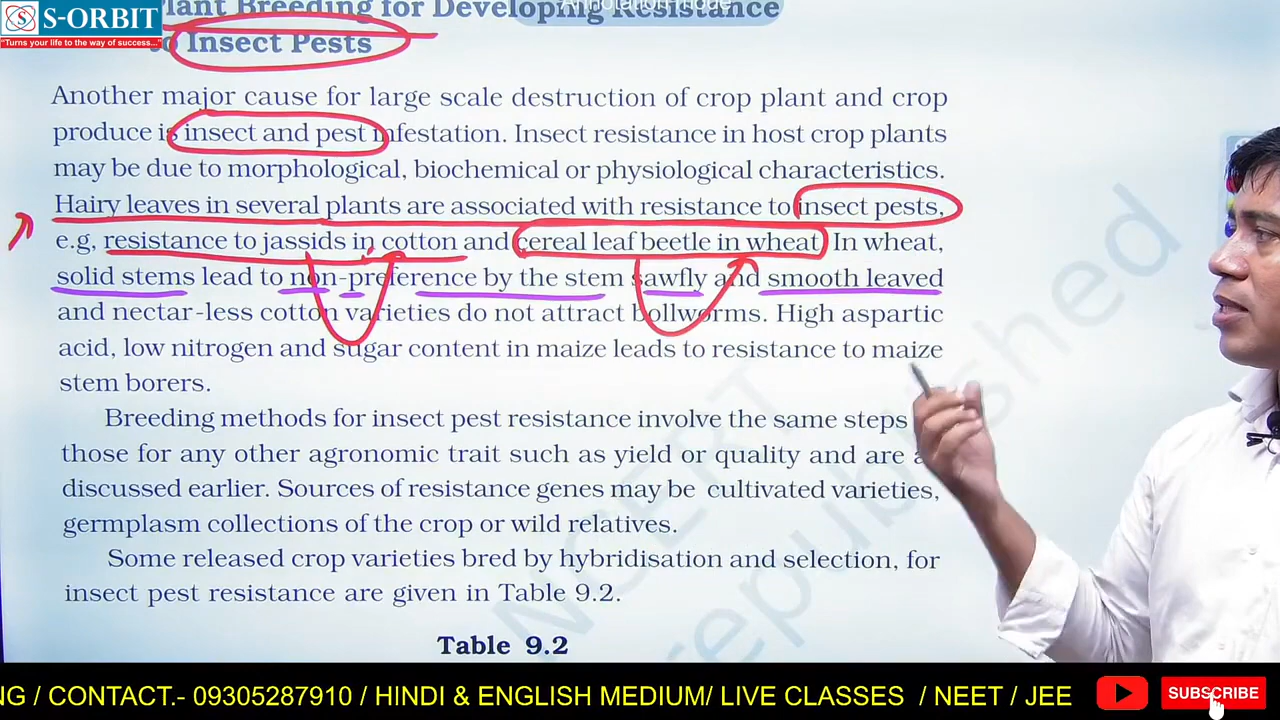 S-ORBIT
"Turns your life to the way of success..."
Plant Breeding for Developing Resistance
to Insect Pests
Another major cause for large scale destruction of crop plant and crop
produce is insect and pest infestation. Insect resistance in host crop plants
may be due to morphological, biochemical or physiological characteristics.
Hairy leaves in several plants are associated with resistance to insect pests,
e.g, resistance to jassids in cotton and cereal leaf beetle in wheat. In wheat,
solid stems lead to non-preference by the stem sawfly and smooth leaved
and nectar-less cotton varieties do not attract bollworms. High aspartic
acid, low nitrogen and sugar content in maize leads to resistance to maize
stem borers.
Breeding methods for insect pest resistance involve the same steps
those for any other agronomic trait such as yield or quality and are
discussed earlier. Sources of resistance genes may be cultivated varieties,
germplasm collections of the crop or wild relatives.
Some released crop varieties bred by hybridisation and selection, for
insect pest resistance are given in Table 9.2.
Table 9.2
NCERT
republished
NG / CONTACT.- 09305287910 / HINDI & ENGLISH MEDIUM/ LIVE CLASSES / NEET / JEE
SUBSCRIBE